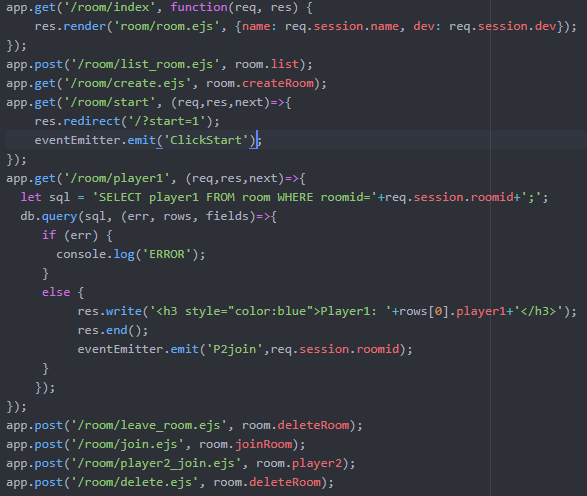 app.get('/room/index', function(req, res) {
    res.render('room/room.ejs', {name: req.session.name, dev: req.session.dev});
});
app.post('/room/list_room.ejs', room.list);
app.get('/room/create.ejs', room.createRoom);
app.get('/room/start', (req,res,next)=>{
    res.redirect('/?start=1');
    eventEmitter.emit('ClickStart');
});
app.get('/room/player1', (req,res,next)=>{
  let sql = 'SELECT player1 FROM room WHERE roomid='+req.session.roomid+';';
  db.query(sql, (err, rows, fields)=>{
     if (err) {
       console.log('ERROR');
     }
     else {
          res.write('<h3 style="color:blue">Player1: '+rows[0].player1+'</h3>');
          res.end();
          eventEmitter.emit('P2join',req.session.roomid);
     }
    });
});
app.post('/room/leave_room.ejs', room.deleteRoom);
app.post('/room/join.ejs', room.joinRoom);
app.post('/room/player2_join.ejs', room.player2);
app.post('/room/delete.ejs', room.deleteRoom);